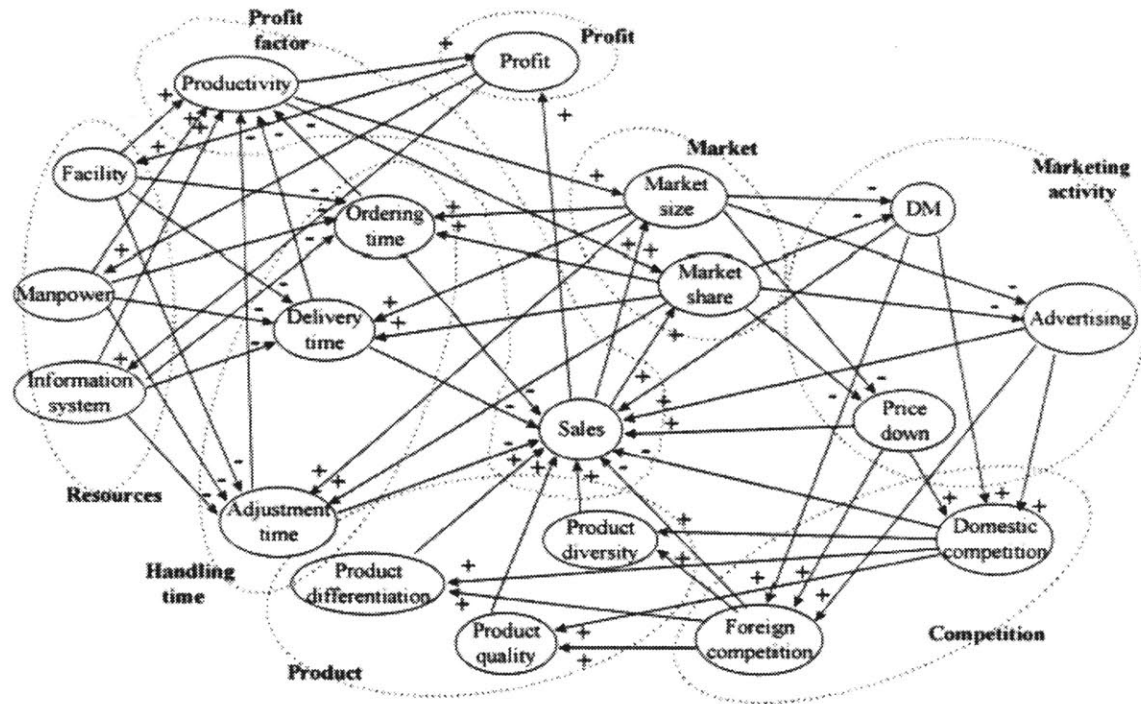 Profit
factor
Profit
Profit
Productivity
Market
Marketing
activity
Facility
Market
size
DM
Ordering
time
Market
share
Manpower
Delivery
time
Advertising
Information
system
Price
down
Sales
Resources
Adjustment
time
Product
diversity
Domestic
competition
Handling
time
Product
differentiation
Product
quality
Foreign
competition
Competition
Product